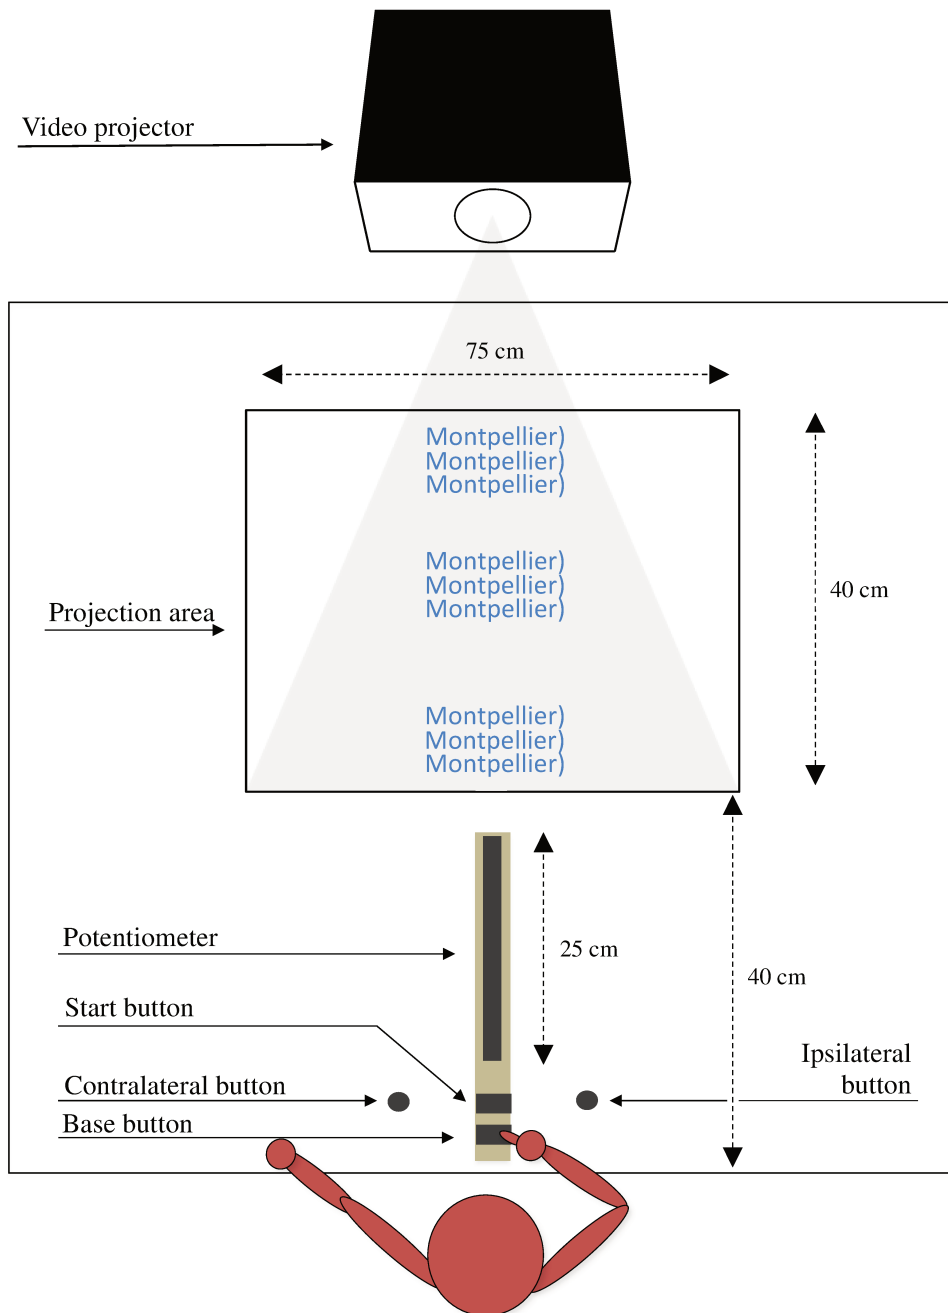 Video projector
75 cm
Montpellier)
Montpellier)
Montpellier)
Montpellier)
Montpellier)
Montpellier)
40 cm
Projection area
Montpellier)
Montpellier)
Montpellier)
Potentiometer
25 cm
40 cm
Start button
Ipsilateral
button
Contralateral button
Base button